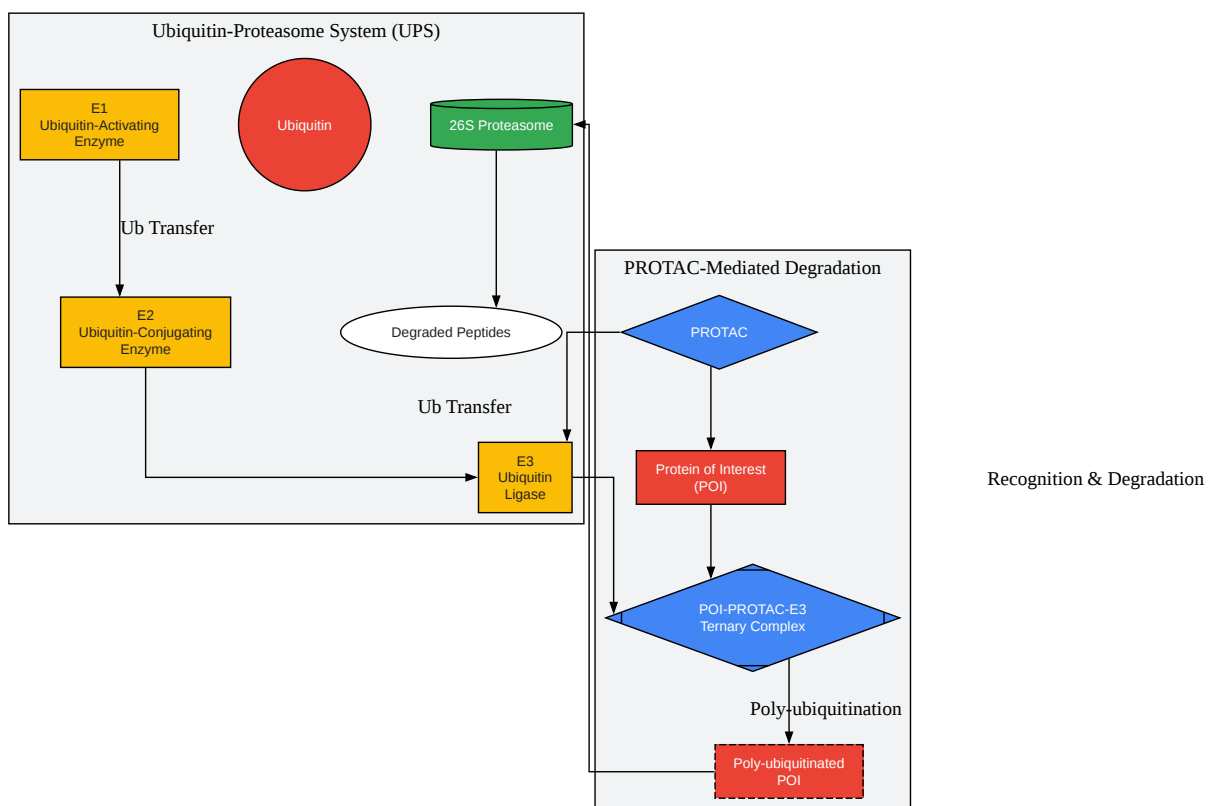 Ubiquitin-Proteasome System (UPS)
E1
Ubiquitin-Activating
Enzyme
Ubiquitin
26S Proteasome
Ub Transfer
E2
Ubiquitin-Conjugating
Enzyme
Degraded Peptides
Ub Transfer
E3
Ubiquitin
Ligase
PROTAC-Mediated Degradation
PROTAC
Protein of Interest
(POI)
POI-PROTAC-E3
Ternary Complex
Poly-ubiquitination
Poly-ubiquitinated
POI
Recognition & Degradation